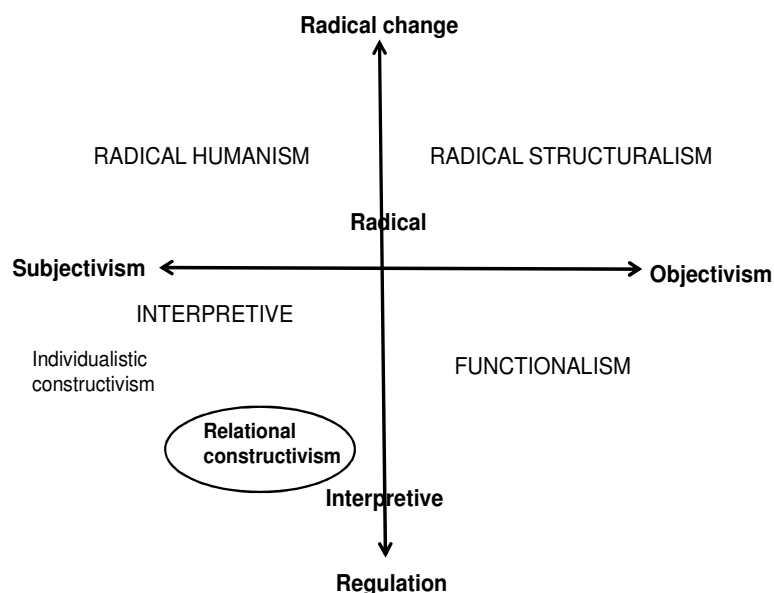 Radical change
RADICAL HUMANISM
RADICAL STRUCTURALISM
Radical
Subjectivism
Objectivism
INTERPRETIVE
Individualistic
constructivism
FUNCTIONALISM
Relational
constructivism
Interpretive
Regulation